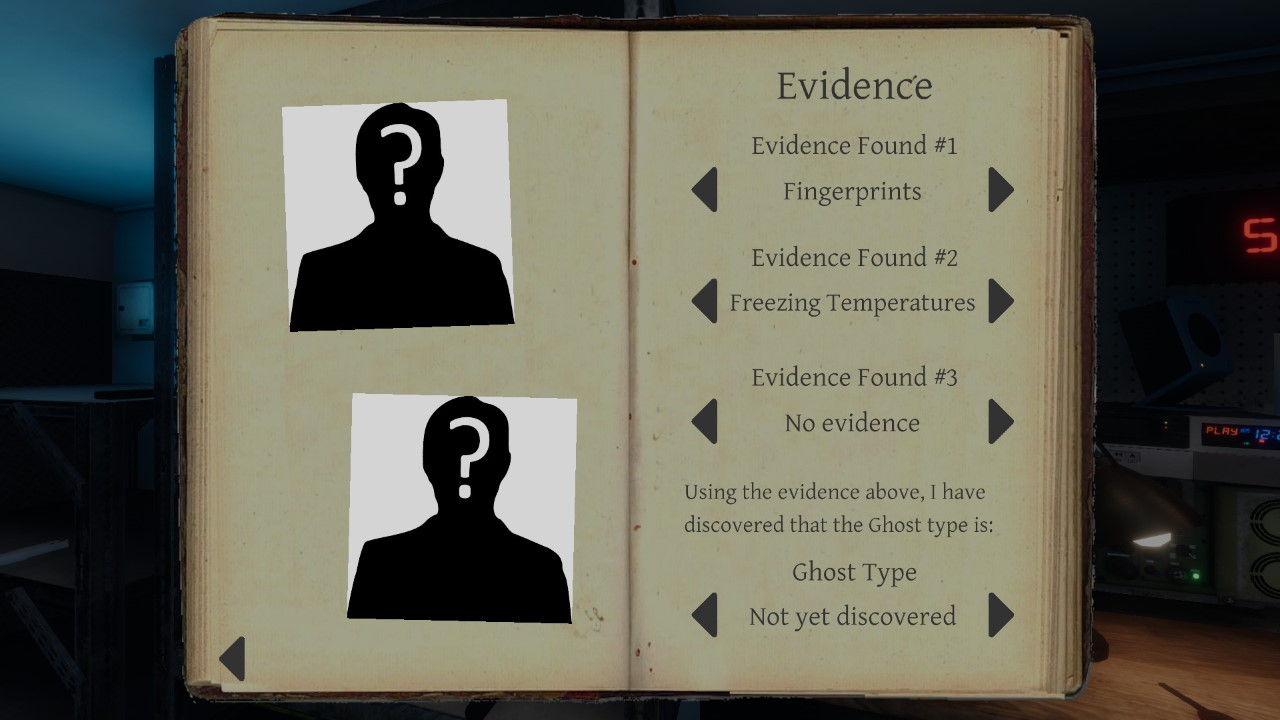 ?
?
Evidence
Evidence Found #1
Fingerprints
Evidence Found #2
Freezing Temperatures
Evidence Found #3
No evidence
Using the evidence above, I have
discovered that the Ghost type is:
Ghost Type
Not yet discovered
S
PLAY